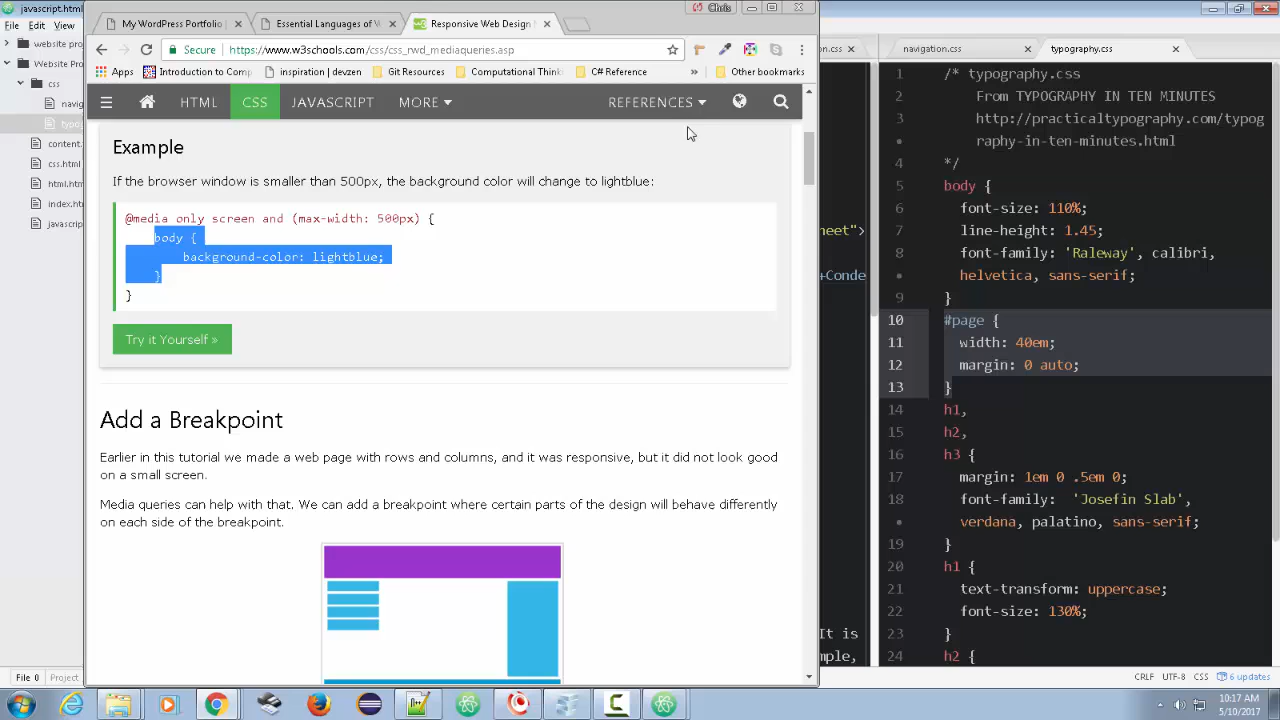 javascript.html
File Edit View
website proj
Website Proj
css
navig
typog
content.
css.html
html.htm
index.ht
javascrip
File 0 Project
My WordPress Portfolio
Essential Languages of V
Responsive Web Design
Chris
Secure https://www.w3schools.com/css/css_rwd_mediaqueries.asp
Apps Introduction to Comp inspiration | devzen Git Resources Computational Think C# Reference » Other bookmarks
HTML CSS JAVASCRIPT MORE REFERENCES
Example
If the browser window is smaller than 500px, the background color will change to lightblue:
@media only screen and (max-width: 500px) {
body {
background-color: lightblue;
}
}
Try it Yourself »
Add a Breakpoint
Earlier in this tutorial we made a web page with rows and columns, and it was responsive, but it did not look good
on a small screen.
Media queries can help with that. We can add a breakpoint where certain parts of the design will behave differently
on each side of the breakpoint.
eet">
+Conde
It is
mple,
on.css
navigation.css
typography.css
1 /* typography.css
2 From TYPOGRAPHY IN TEN MINUTES
3 http://practicaltypography.com/typog
• raphy-in-ten-minutes.html
4 */
5 body {
6 font-size: 110%;
7 line-height: 1.45;
8 font-family: 'Raleway', calibri,
• helvetica, sans-serif;
9 }
10 #page {
11 width: 40em;
12 margin: 0 auto;
13 }
14 h1,
15 h2,
16 h3 {
17 margin: 1em 0 .5em 0;
18 font-family: 'Josefin Slab',
• verdana, palatino, sans-serif;
19 }
20 h1 {
21 text-transform: uppercase;
22 font-size: 130%;
23 }
24 h2 {
CRLF UTF-8 CSS 6 updates
10:17 AM
5/10/2017